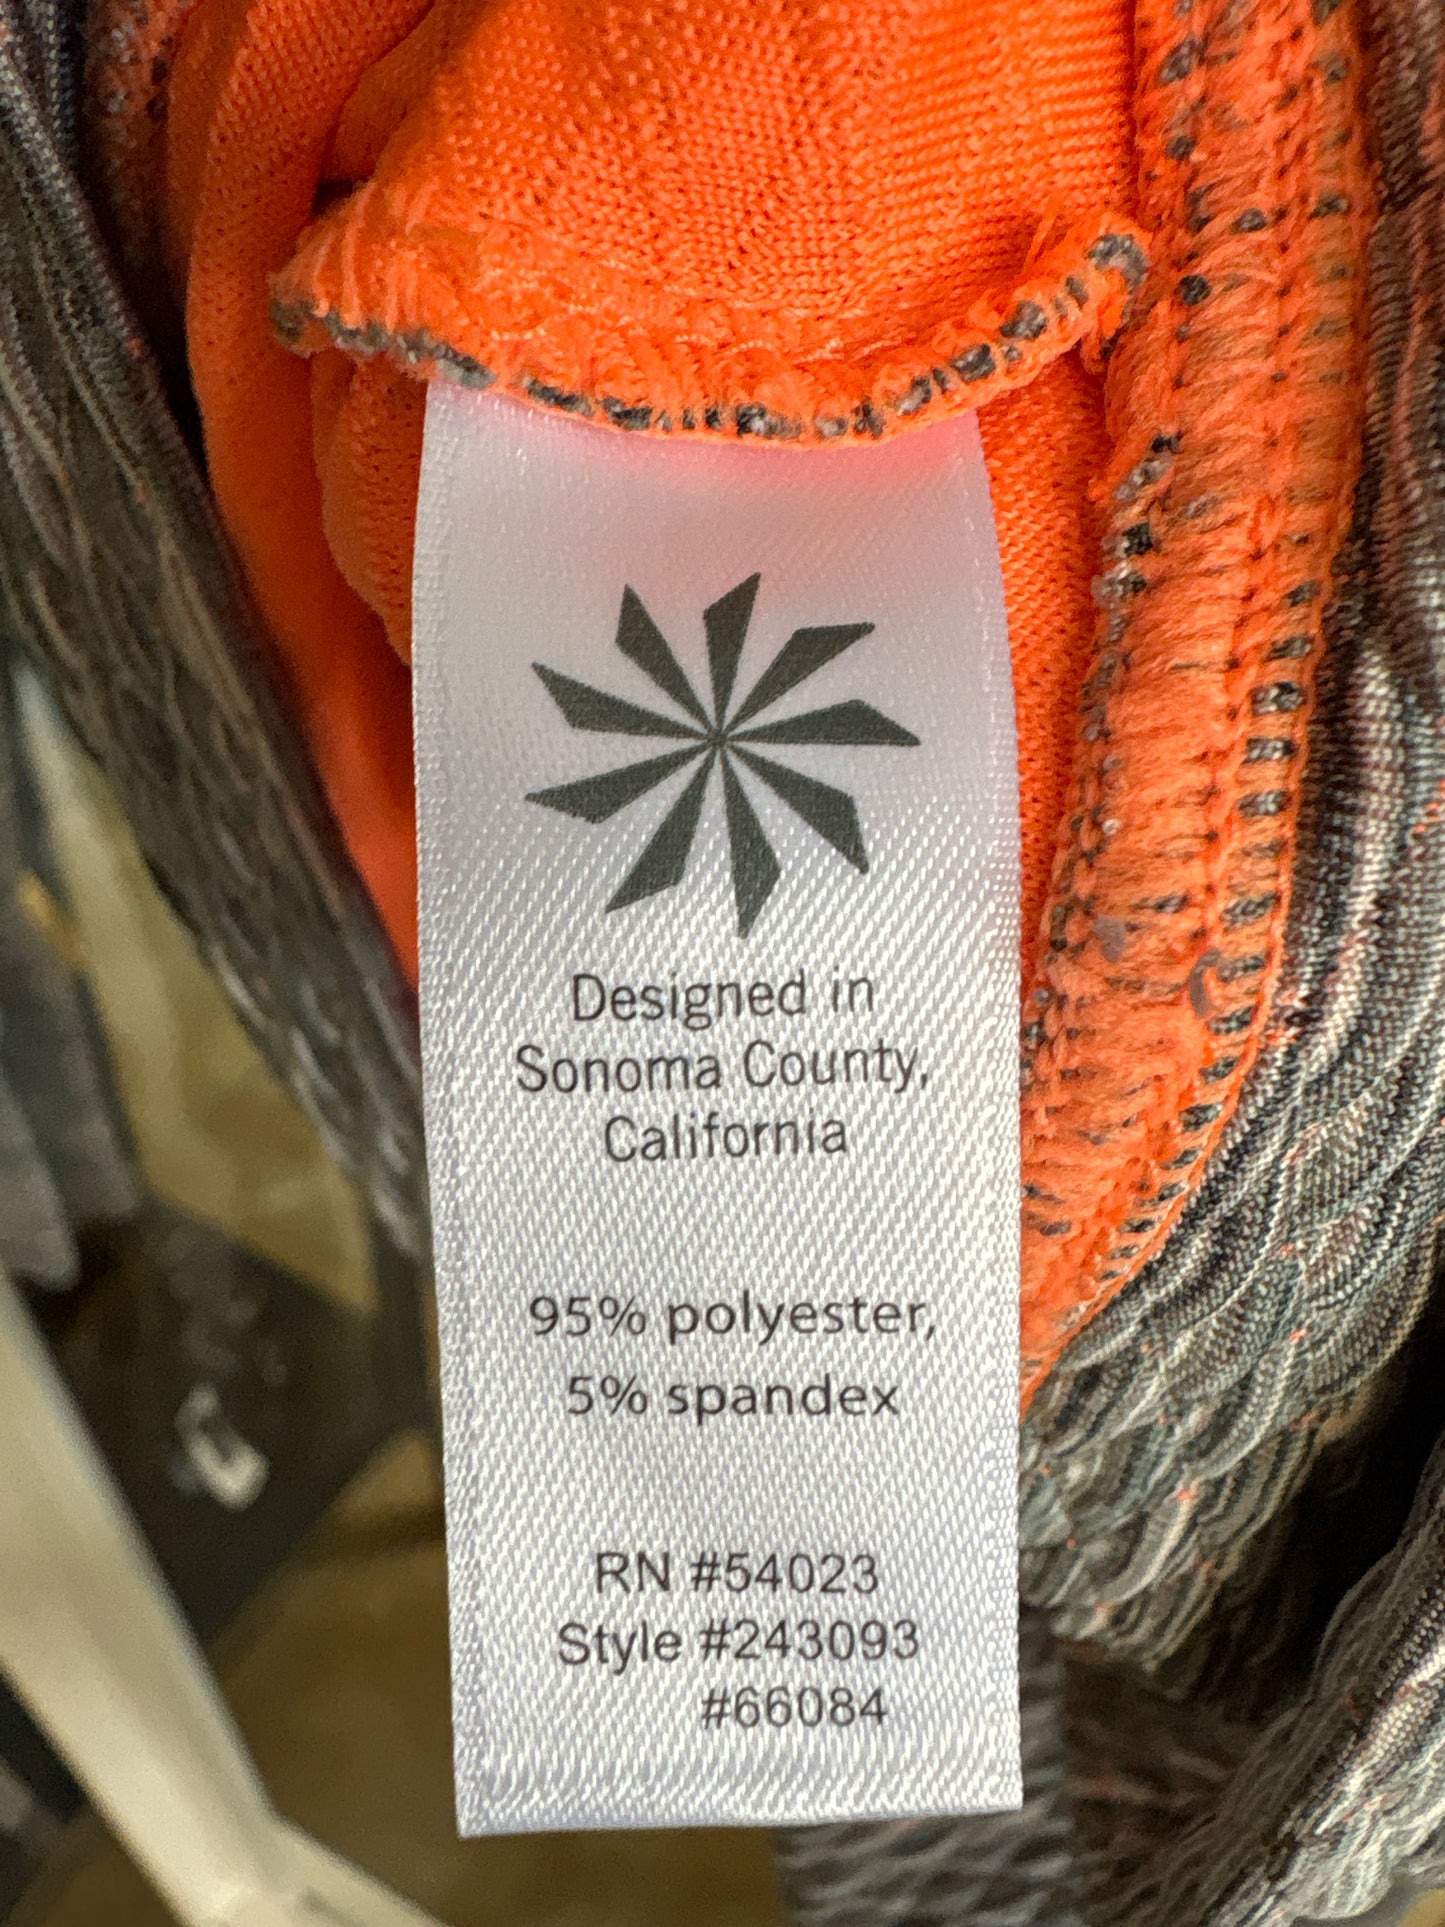 Designed in
Sonoma County,
California
95% polyester,
5% spandex
RN #54023
Style #243093
#66084